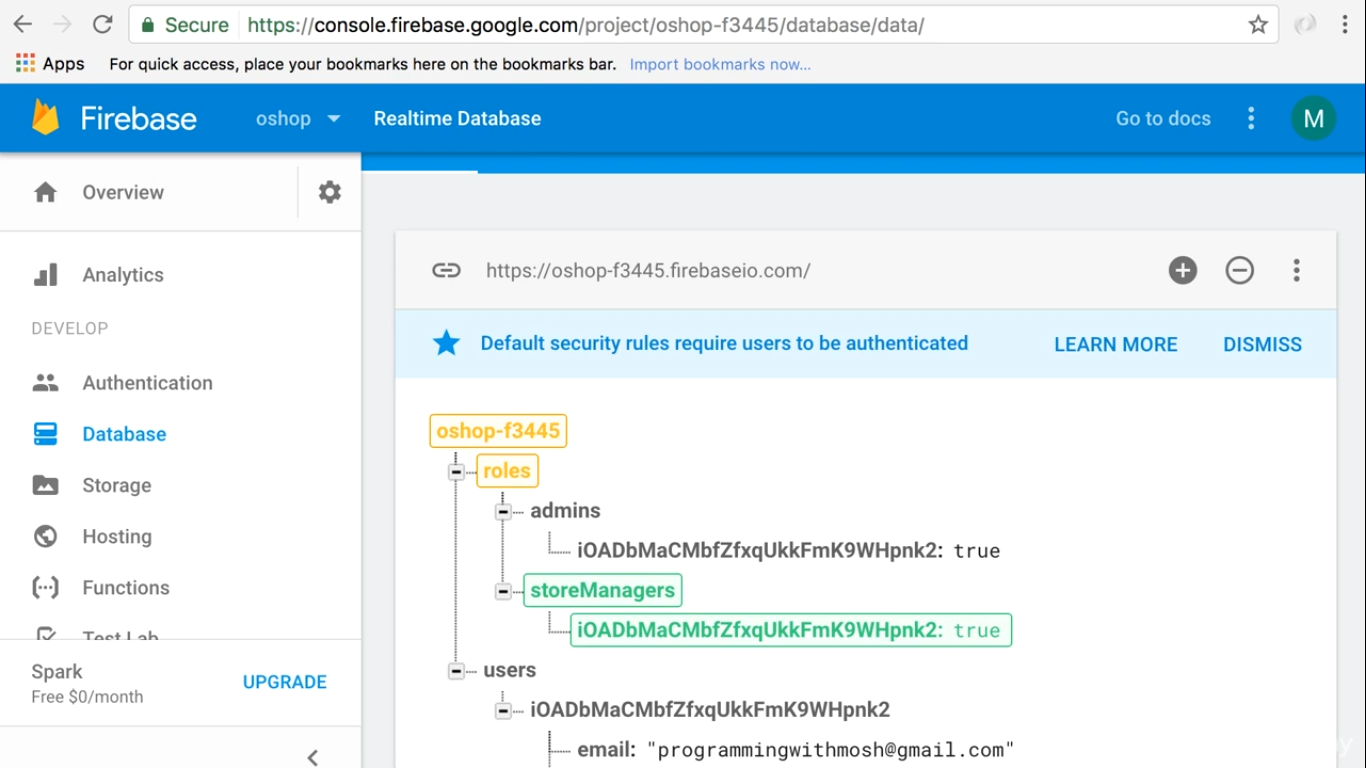 Secure https://console.firebase.google.com/project/oshop-f3445/database/data/
Apps For quick access, place your bookmarks here on the bookmarks bar. Import bookmarks now...
Firebase oshop Realtime Database Go to docs M
Overview
Analytics
DEVELOP
Authentication
Database
Storage
Hosting
Functions
Test Lab
Spark
Free $0/month
UPGRADE
https://oshop-f3445.firebaseio.com/
Default security rules require users to be authenticated LEARN MORE DISMISS
oshop-f3445
roles
admins
iOADbMaCMbfZfxqUkkFmK9WHpnk2: true
storeManagers
iOADbMaCMbfZfxqUkkFmK9WHpnk2: true
users
iOADbMaCMbfZfxqUkkFmK9WHpnk2
email: "programmingwithmosh@gmail.com"